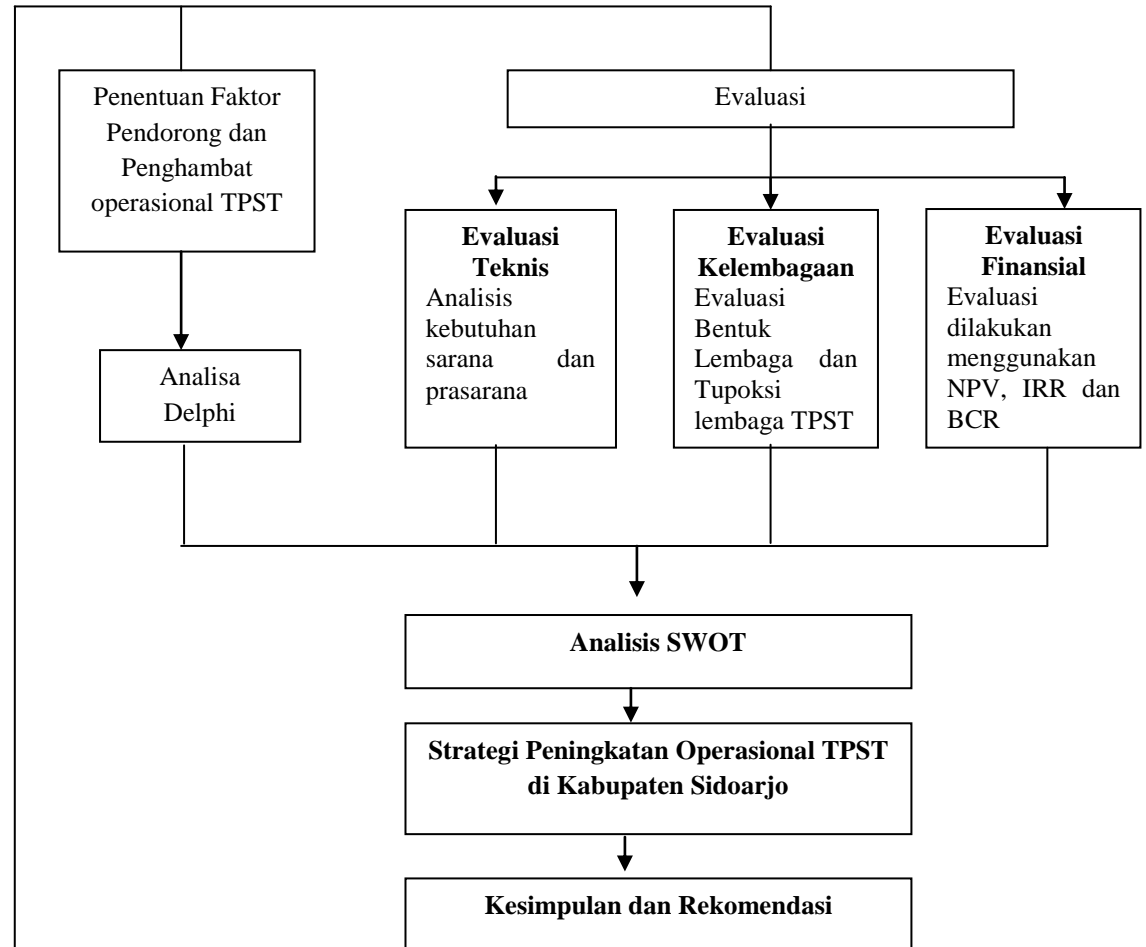 Penentuan Faktor
Pendorong dan
Penghambat
operasional TPST
Evaluasi
Analisa
Delphi
Evaluasi
Teknis
Analisis
kebutuhan
sarana dan
prasarana
Evaluasi
Kelembagaan
Evaluasi
Bentuk
Lembaga dan
Tupoksi
lembaga TPST
Evaluasi
Finansial
Evaluasi
dilakukan
menggunakan
NPV, IRR dan
BCR
Analisis SWOT
Strategi Peningkatan Operasional TPST
di Kabupaten Sidoarjo
Kesimpulan dan Rekomendasi